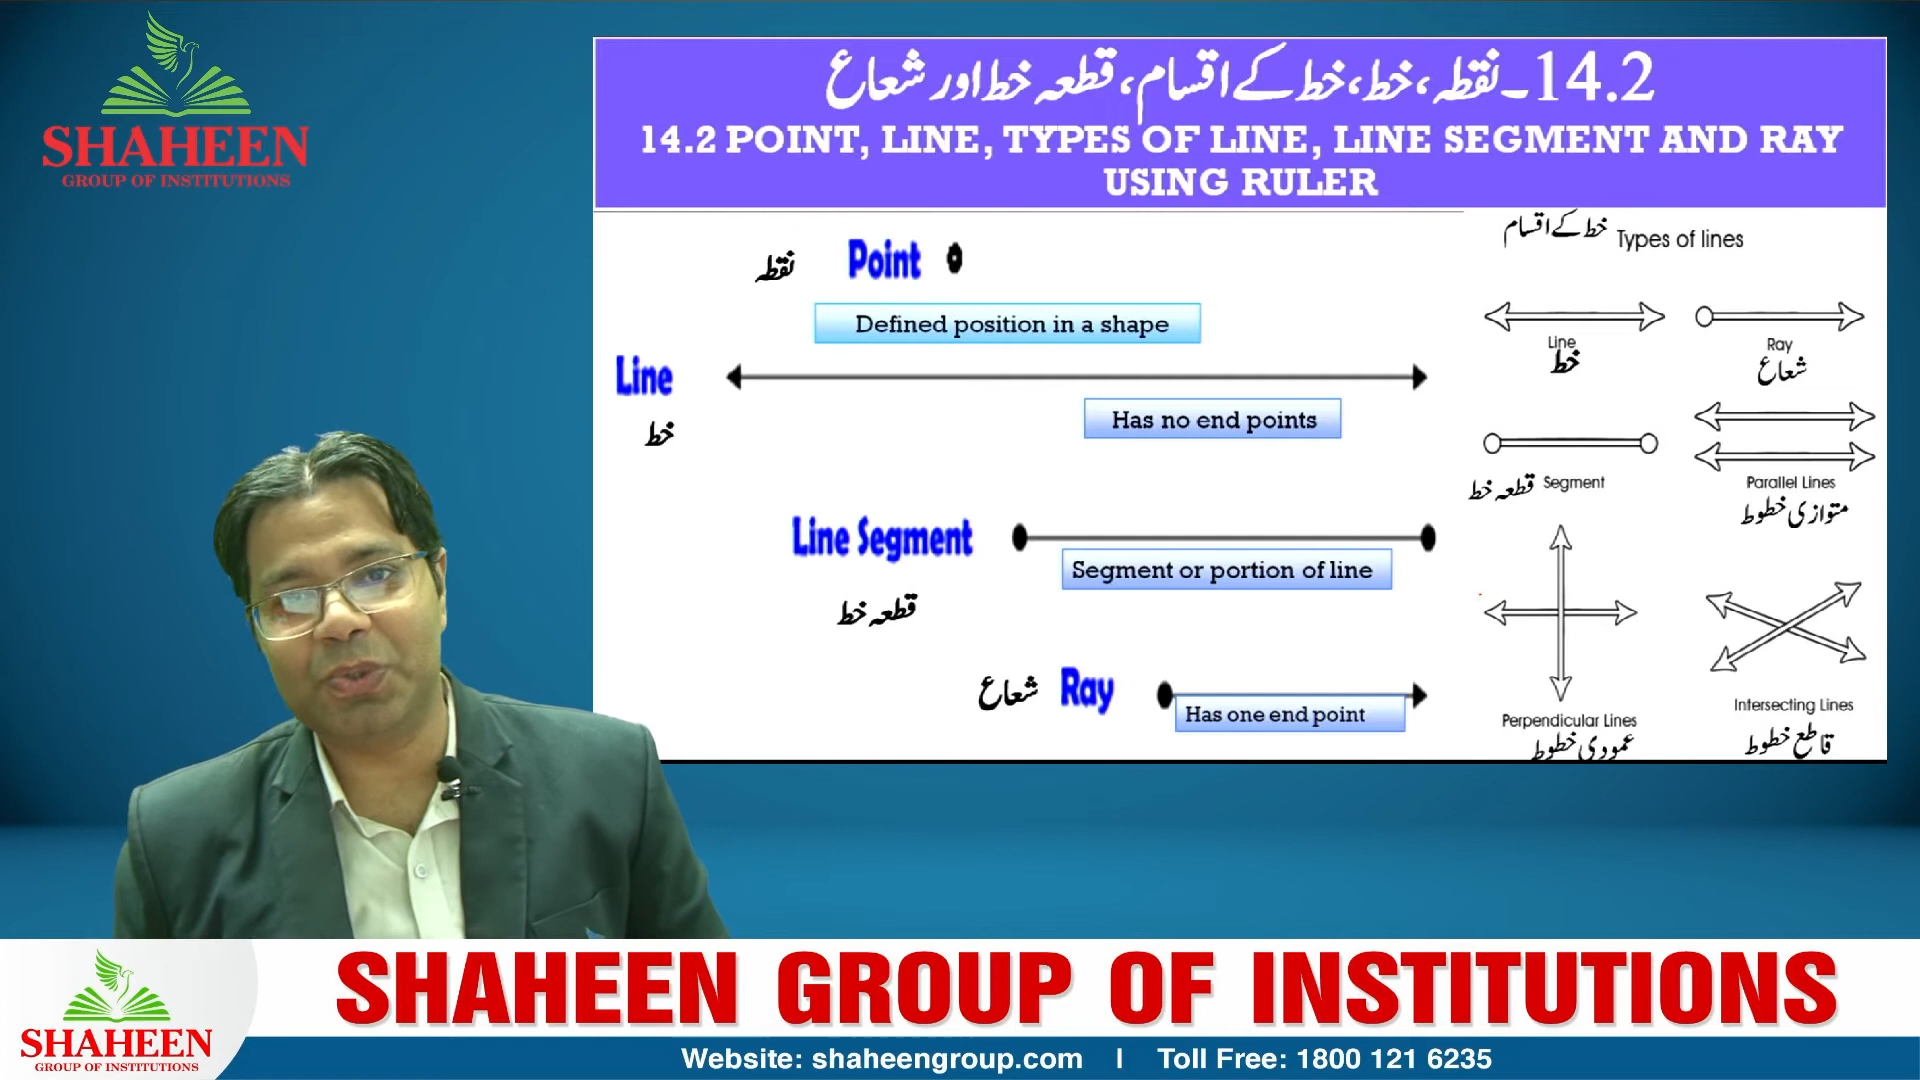 SHAHEEN
GROUP OF INSTITUTIONS
14.2۔نقطہ، خط، خط کے اقسام، قطعہ خط اور شعاع
14.2 POINT, LINE, TYPES OF LINE, LINE SEGMENT AND RAY
USING RULER
نقطہ Point
Defined position in a shape
Line
خط
Has no end points
Line Segment
Segment or portion of line
قطعہ خط
شعاع Ray
Has one end point
خط کے اقسام Types of lines
Line
خط
Ray
شعاع
قطعہ خط Segment
Parallel Lines
متوازی خطوط
Perpendicular Lines
عمودی خطوط
Intersecting Lines
قاطع خطوط
SHAHEEN
GROUP OF INSTITUTIONS
SHAHEEN GROUP OF INSTITUTIONS
Website: shaheengroup.com | Toll Free: 1800 121 6235